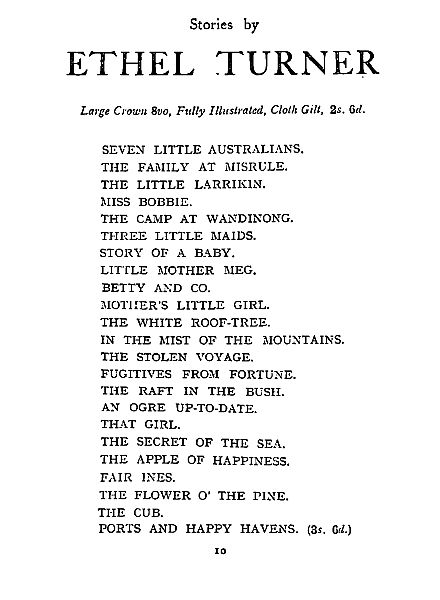 Stories by
ETHEL TURNER
Large Crown 8vo, Fully Illustrated, Cloth Gilt, 2s. 6d.
SEVEN LITTLE AUSTRALIANS.
THE FAMILY AT MISRULE.
THE LITTLE LARRIKIN.
MISS BOBBIE.
THE CAMP AT WANDINONG.
THREE LITTLE MAIDS.
STORY OF A BABY.
LITTLE MOTHER MEG.
BETTY AND CO.
MOTHER'S LITTLE GIRL.
THE WHITE ROOF-TREE.
IN THE MIST OF THE MOUNTAINS.
THE STOLEN VOYAGE.
FUGITIVES FROM FORTUNE.
THE RAFT IN THE BUSH.
AN OGRE UP-TO-DATE.
THAT GIRL.
THE SECRET OF THE SEA.
THE APPLE OF HAPPINESS.
FAIR INES.
THE FLOWER O' THE PINE.
THE CUB.
PORTS AND HAPPY HAVENS. (3s. 6d.)
10